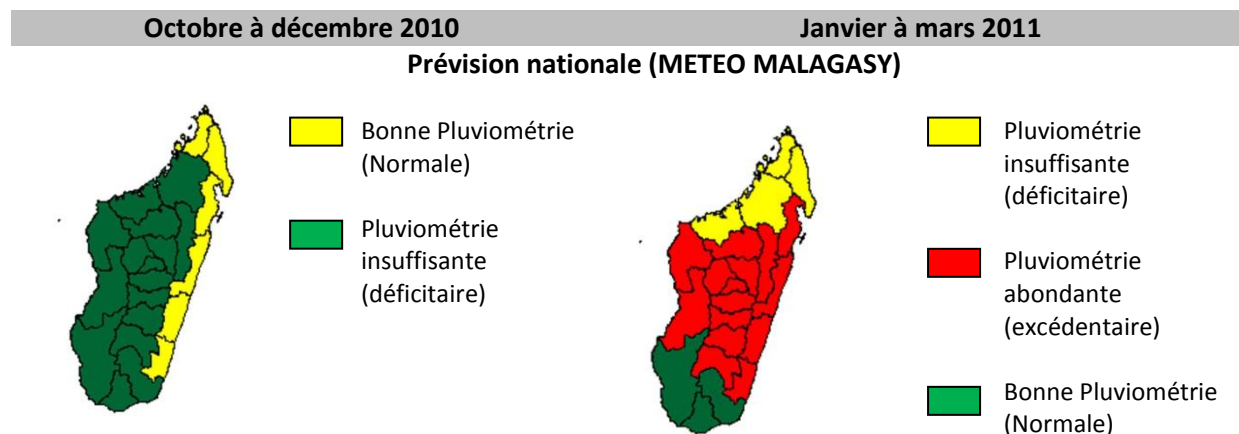 Octobre à décembre 2010
Janvier à mars 2011
Prévision nationale (METEO MALAGASY)
Bonne Pluviométrie
(Normale)
Pluviométrie
insuffisante
(déficitaire)
Pluviométrie
insuffisante
(déficitaire)
Pluviométrie
abondante
(excédentaire)
Bonne Pluviométrie
(Normale)